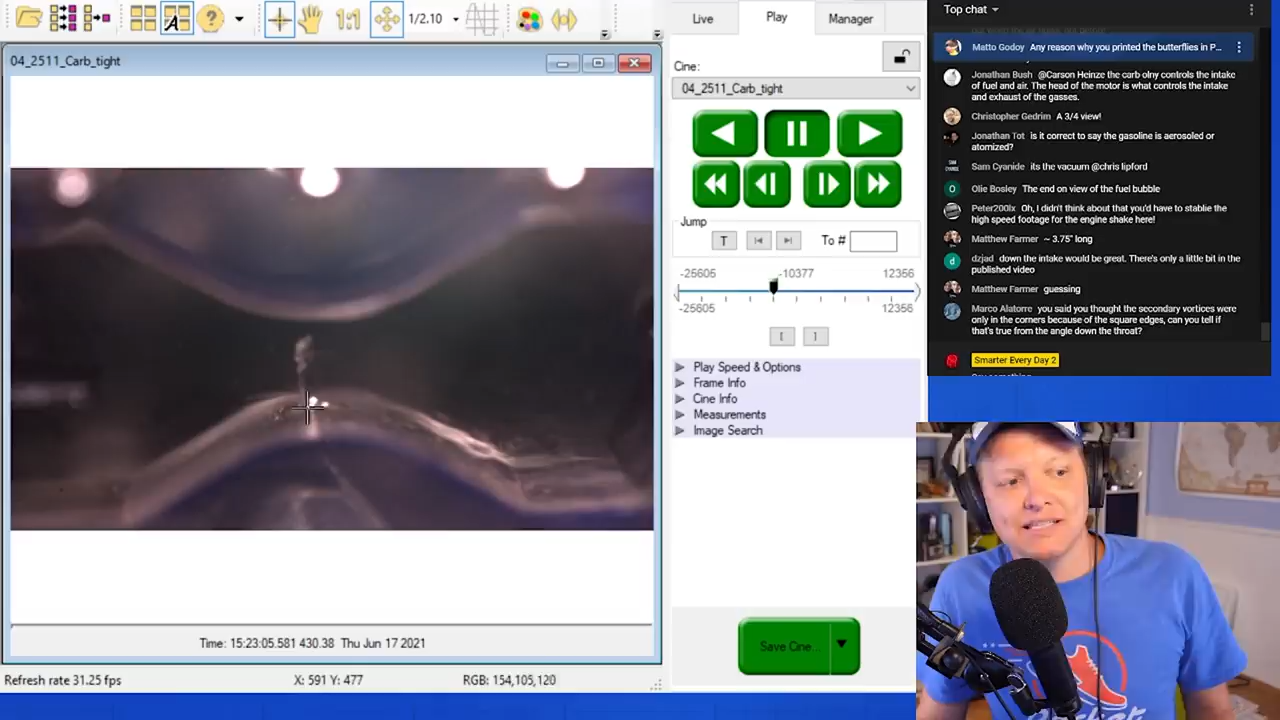 1:1
1/2.10
A
?
04_2511_Carb_tight
Time: 15:23:05.581 430.38 Thu Jun 17 2021
Refresh rate 31.25 fps
X: 591 Y: 477
RGB: 154,105,120
Live
Play
Manager
Cine:
04_2511_Carb_tight
Jump
T
To #
-25605
-10377
12356
-25605
12356
[
]
Play Speed & Options
Frame Info
Cine Info
Measurements
Image Search
Save Cine...
Top chat
Matto Godoy Any reason why you printed the butterflies in P...
Jonathan Bush @Carson Heinze the carb olny controls the intake
of fuel and air. The head of the motor is what controls the intake
and exhaust of the gasses.
Christopher Gedrim A 3/4 view!
Jonathan Tot is it correct to say the gasoline is aerosoled or
atomized?
SAM
CYANIDE
Sam Cyanide its the vacuum @chris lipford
O
Olie Bosley The end on view of the fuel bubble
Peter200lx Oh, I didn't think about that you'd have to stablie the
high speed footage for the engine shake here!
Matthew Farmer ~ 3.75" long
d
dzjad down the intake would be great. There's only a little bit in the
published video
Matthew Farmer guessing
Marco Alatorre you said you thought the secondary vortices were
only in the corners because of the square edges, can you tell if
that's true from the angle down the throat?
Smarter Every Day 2